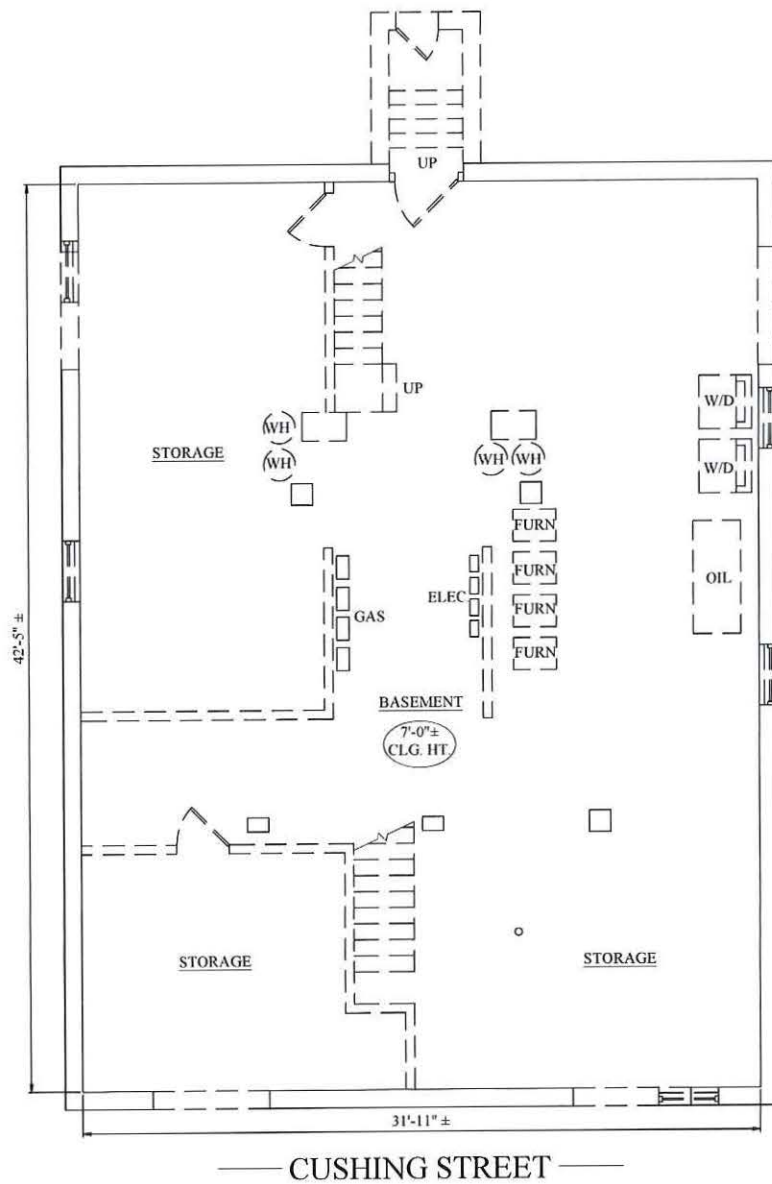 UP
UP
W/D
WH
WH
STORAGE
WH
WH
W/D
FURN
FURN
FURN
FURN
OIL
GAS
ELEC
42'-5" ±
BASEMENT
7'-0"±
CLG. HT.
STORAGE
STORAGE
31'-11" ±
CUSHING STREET